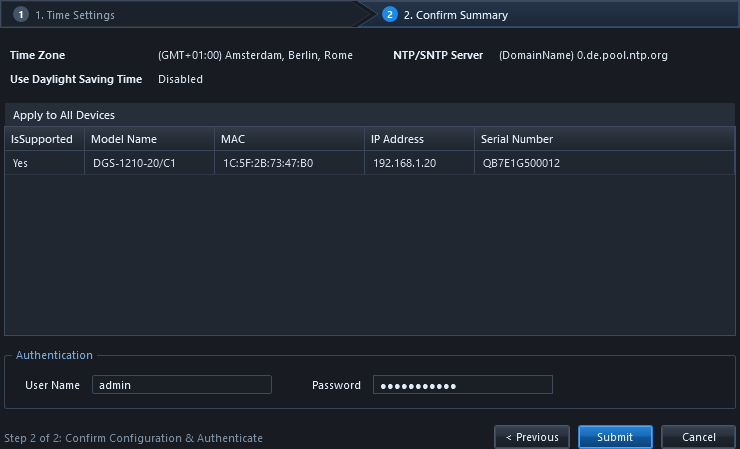 1 1. Time Settings 2 2. Confirm Summary
Time Zone (GMT+01:00) Amsterdam, Berlin, Rome NTP/SNTP Server (DomainName) 0.de.pool.ntp.org
Use Daylight Saving Time Disabled
Apply to All Devices
IsSupported Model Name MAC IP Address Serial Number
Yes DGS-1210-20/C1 1C:5F:2B:73:47:B0 192.168.1.20 QB7E1G500012
Authentication
User Name admin Password ●●●●●●●●●●●
Step 2 of 2: Confirm Configuration & Authenticate < Previous Submit Cancel